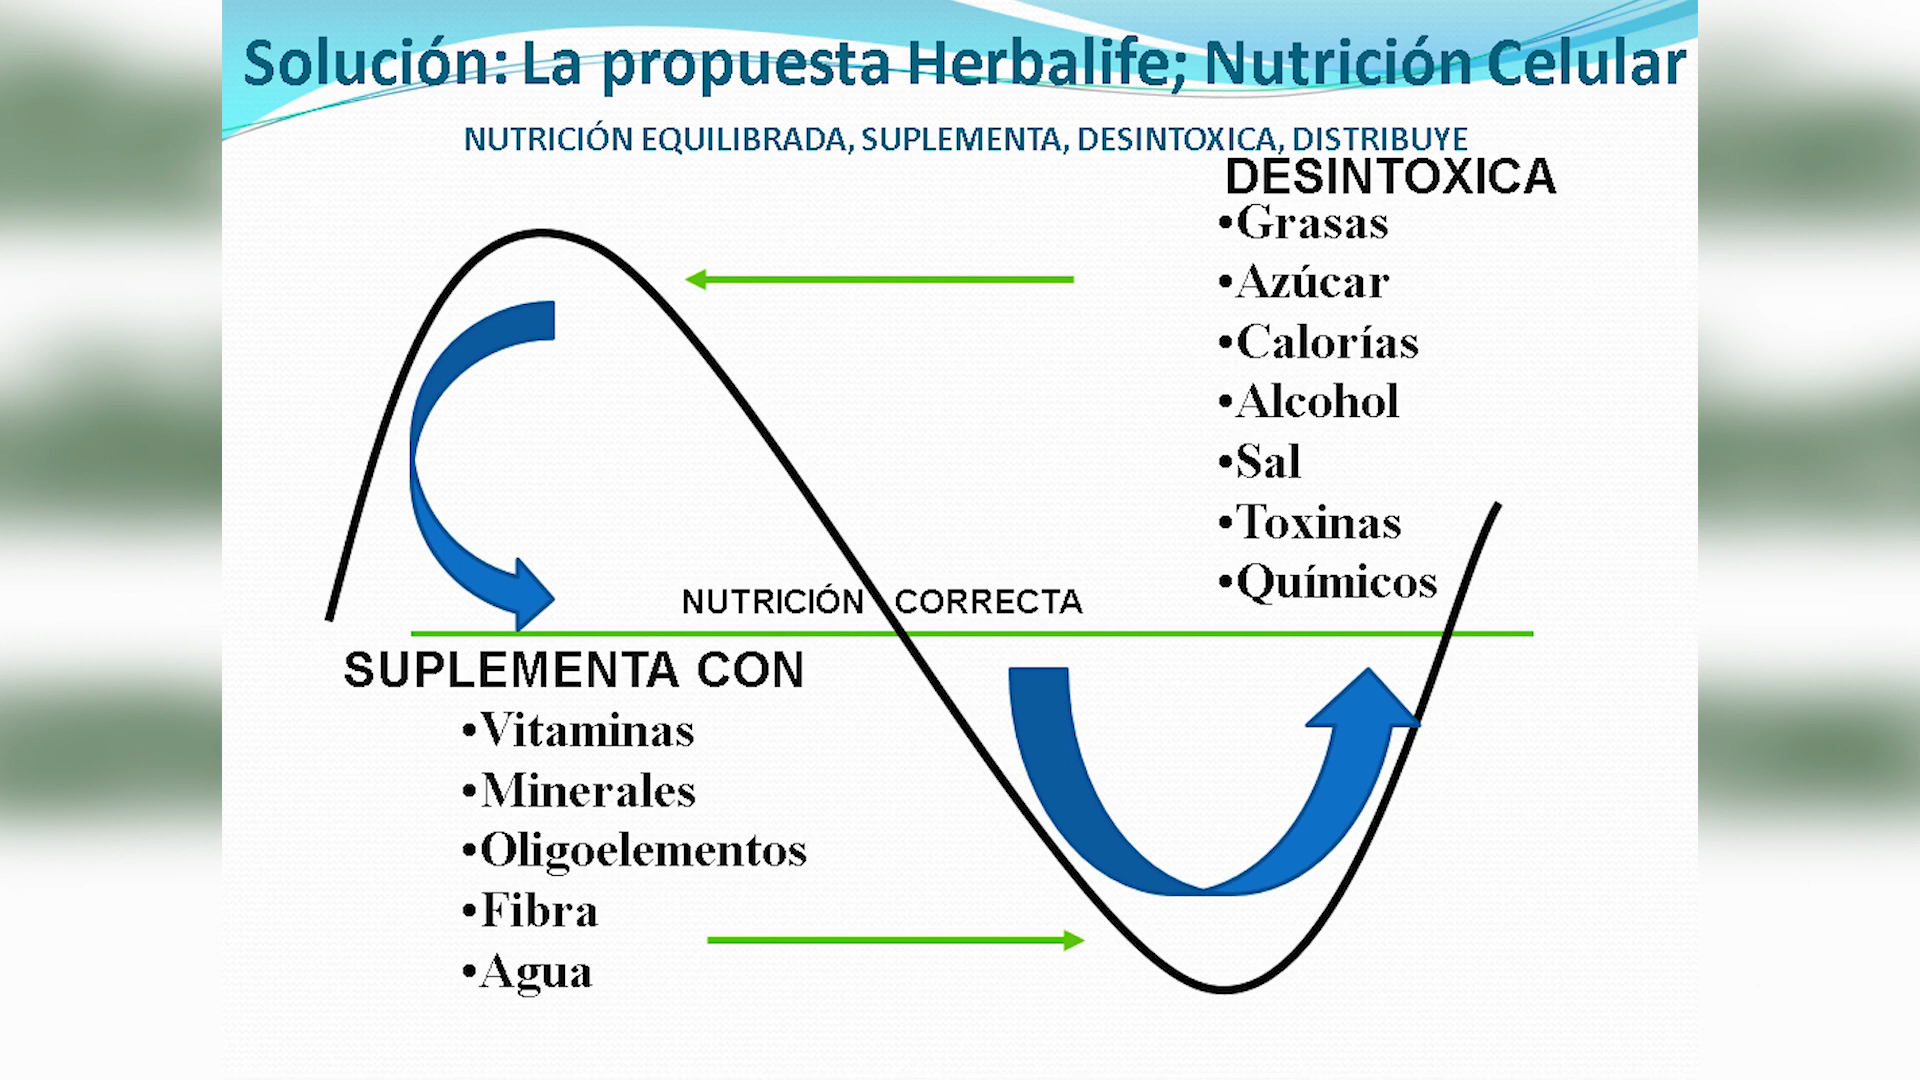 Solución: La propuesta Herbalife; Nutrición Celular
NUTRICIÓN EQUILIBRADA, SUPLEMENTA, DESINTOXICA, DISTRIBUYE
DESINTOXICA
•Grasas
•Azúcar
•Calorías
•Alcohol
•Sal
•Toxinas
•Químicos
NUTRICIÓN CORRECTA
SUPLEMENTA CON
•Vitaminas
•Minerales
•Oligoelementos
•Fibra
•Agua